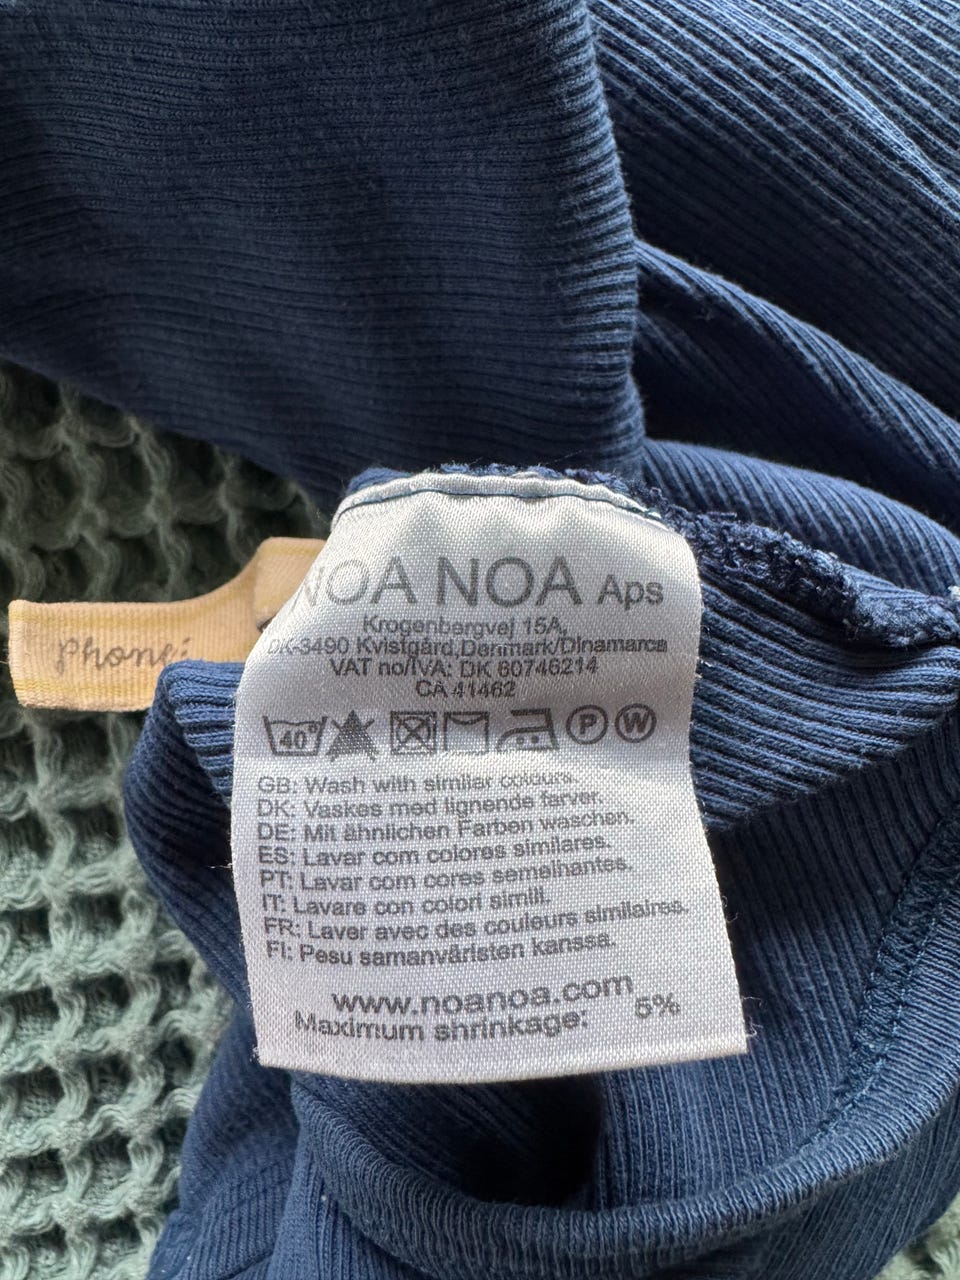 NOA NOA Aps
Krogenbergvej 15A,
DK-3490 Kvistgård, Denmark/Dinamarca
VAT no/IVA: DK 60746214
CA 41462
40°
P
W
GB: Wash with similar colours.
DK: Vaskes med lignende farver.
DE: Mit ähnlichen Farben waschen.
ES: Lavar com colores similares.
PT: Lavar com cores semelhantes.
IT: Lavare con colori simili.
FR: Laver avec des couleurs similaires.
FI: Pesu samanväristen kanssa.
www.noanoa.com
Maximum shrinkage: 5%